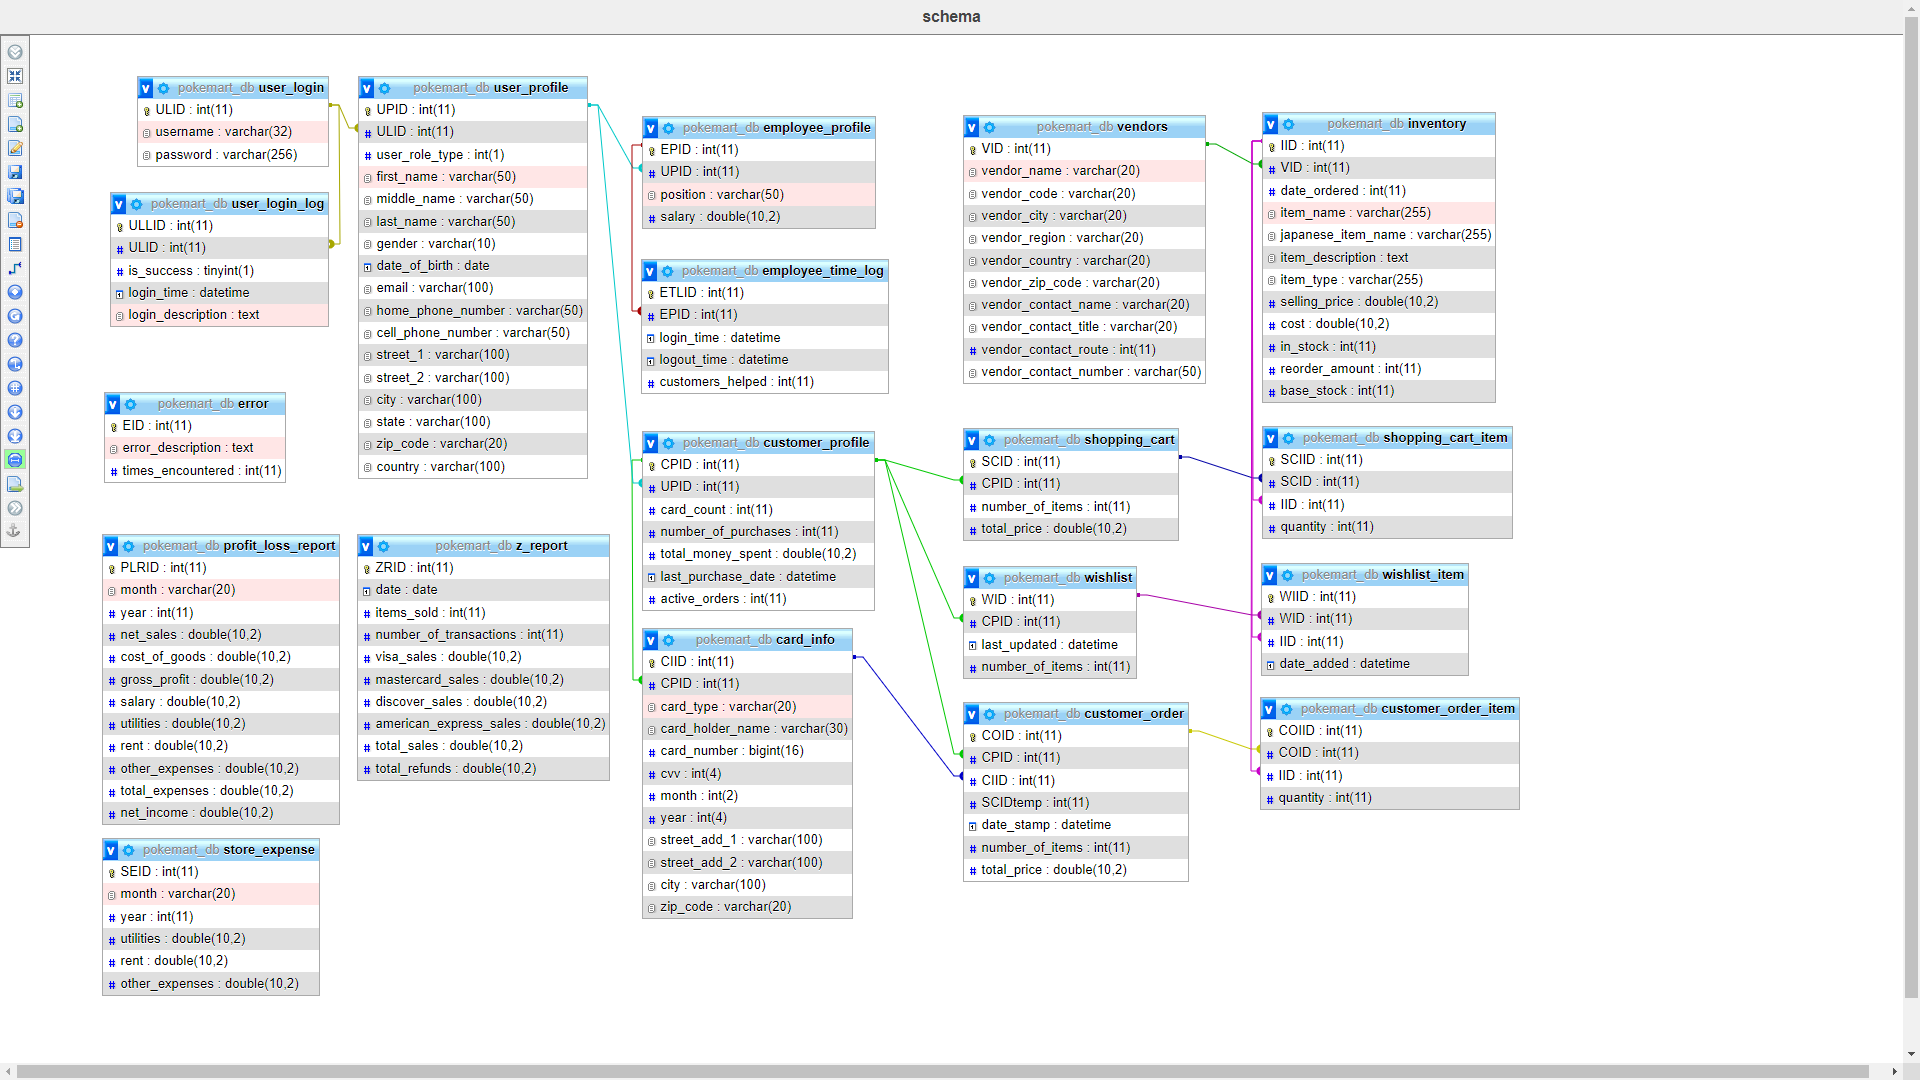 schema
pokemart_db user_login
ULID : int(11)
username : varchar(32)
password : varchar(256)
pokemart_db user_login_log
ULLID : int(11)
ULID : int(11)
is_success : tinyint(1)
login_time : datetime
login_description : text
pokemart_db error
EID : int(11)
error_description : text
times_encountered : int(11)
pokemart_db profit_loss_report
PLRID : int(11)
month : varchar(20)
year : int(11)
net_sales : double(10,2)
cost_of_goods : double(10,2)
gross_profit : double(10,2)
salary : double(10,2)
utilities : double(10,2)
rent : double(10,2)
other_expenses : double(10,2)
total_expenses : double(10,2)
net_income : double(10,2)
pokemart_db store_expense
SEID : int(11)
month : varchar(20)
year : int(11)
utilities : double(10,2)
rent : double(10,2)
other_expenses : double(10,2)
pokemart_db user_profile
UPID : int(11)
ULID : int(11)
user_role_type : int(1)
first_name : varchar(50)
middle_name : varchar(50)
last_name : varchar(50)
gender : varchar(10)
date_of_birth : date
email : varchar(100)
home_phone_number : varchar(50)
cell_phone_number : varchar(50)
street_1 : varchar(100)
street_2 : varchar(100)
city : varchar(100)
state : varchar(100)
zip_code : varchar(20)
country : varchar(100)
pokemart_db z_report
ZRID : int(11)
date : date
items_sold : int(11)
number_of_transactions : int(11)
visa_sales : double(10,2)
mastercard_sales : double(10,2)
discover_sales : double(10,2)
american_express_sales : double(10,2)
total_sales : double(10,2)
total_refunds : double(10,2)
pokemart_db employee_profile
EPID : int(11)
UPID : int(11)
position : varchar(50)
salary : double(10,2)
pokemart_db employee_time_log
ETLID : int(11)
EPID : int(11)
login_time : datetime
logout_time : datetime
customers_helped : int(11)
pokemart_db customer_profile
CPID : int(11)
UPID : int(11)
card_count : int(11)
number_of_purchases : int(11)
total_money_spent : double(10,2)
last_purchase_date : datetime
active_orders : int(11)
pokemart_db card_info
CIID : int(11)
CPID : int(11)
card_type : varchar(20)
card_holder_name : varchar(30)
card_number : bigint(16)
cvv : int(4)
month : int(2)
year : int(4)
street_add_1 : varchar(100)
street_add_2 : varchar(100)
city : varchar(100)
zip_code : varchar(20)
pokemart_db vendors
VID : int(11)
vendor_name : varchar(20)
vendor_code : varchar(20)
vendor_city : varchar(20)
vendor_region : varchar(20)
vendor_country : varchar(20)
vendor_zip_code : varchar(20)
vendor_contact_name : varchar(20)
vendor_contact_title : varchar(20)
vendor_contact_route : int(11)
vendor_contact_number : varchar(50)
pokemart_db shopping_cart
SCID : int(11)
CPID : int(11)
number_of_items : int(11)
total_price : double(10,2)
pokemart_db wishlist
WID : int(11)
CPID : int(11)
last_updated : datetime
number_of_items : int(11)
pokemart_db customer_order
COID : int(11)
CPID : int(11)
CIID : int(11)
SCIDtemp : int(11)
date_stamp : datetime
number_of_items : int(11)
total_price : double(10,2)
pokemart_db inventory
IID : int(11)
VID : int(11)
date_ordered : int(11)
item_name : varchar(255)
japanese_item_name : varchar(255)
item_description : text
item_type : varchar(255)
selling_price : double(10,2)
cost : double(10,2)
in_stock : int(11)
reorder_amount : int(11)
base_stock : int(11)
pokemart_db shopping_cart_item
SCIID : int(11)
SCID : int(11)
IID : int(11)
quantity : int(11)
pokemart_db wishlist_item
WIID : int(11)
WID : int(11)
IID : int(11)
date_added : datetime
pokemart_db customer_order_item
COIID : int(11)
COID : int(11)
IID : int(11)
quantity : int(11)